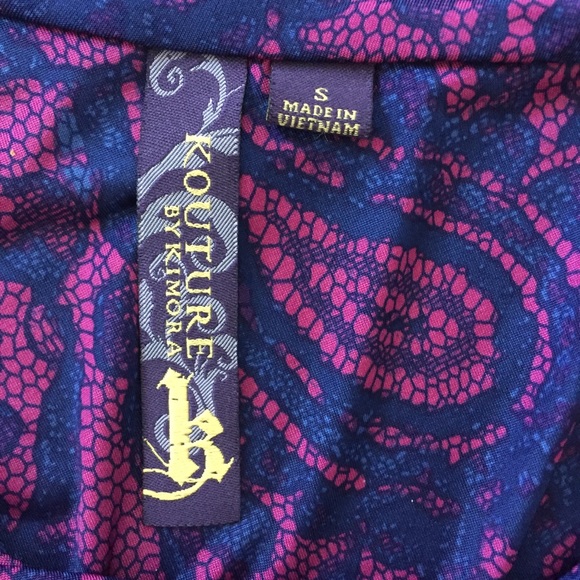 KOUTURE
BY KIMORA
K
S
MADE IN
VIETNAM